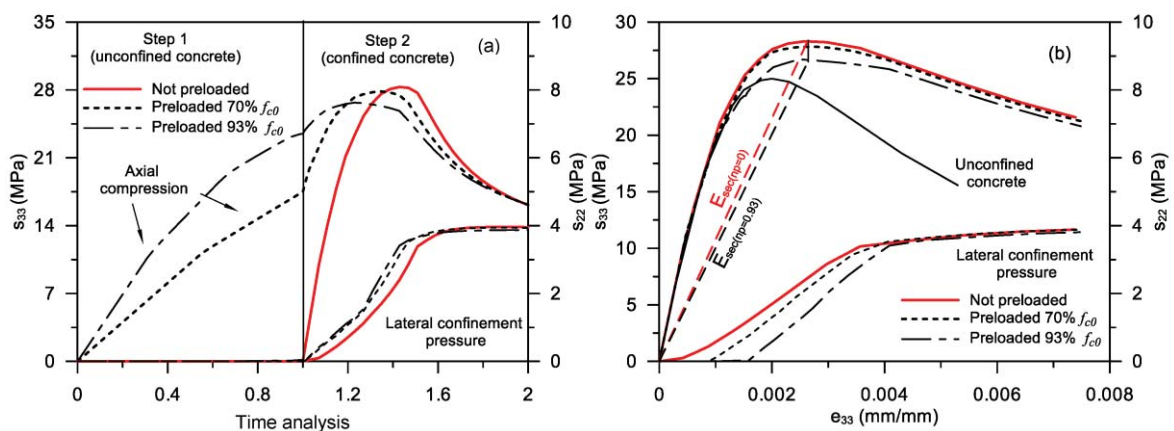 35
28
21
14
7
0
s33 (MPa)
Step 1
(unconfined concrete)
Step 2
(confined concrete)
(a)
Not preloaded
Preloaded 70% fc0
Preloaded 93% fc0
Axial
compression
Lateral confinement
pressure
10
8
6
4
2
0
s22 (MPa)
0 0.4 0.8 1.2 1.6 2
Time analysis
30
25
20
15
10
5
0
s33 (MPa)
(b)
Esec(np=0)
Esec(np=0.93)
Unconfined
concrete
Lateral confinement
pressure
Not preloaded
Preloaded 70% fc0
Preloaded 93% fc0
10
8
6
4
2
0
s22 (MPa)
0 0.002 0.004 0.006 0.008
e33 (mm/mm)